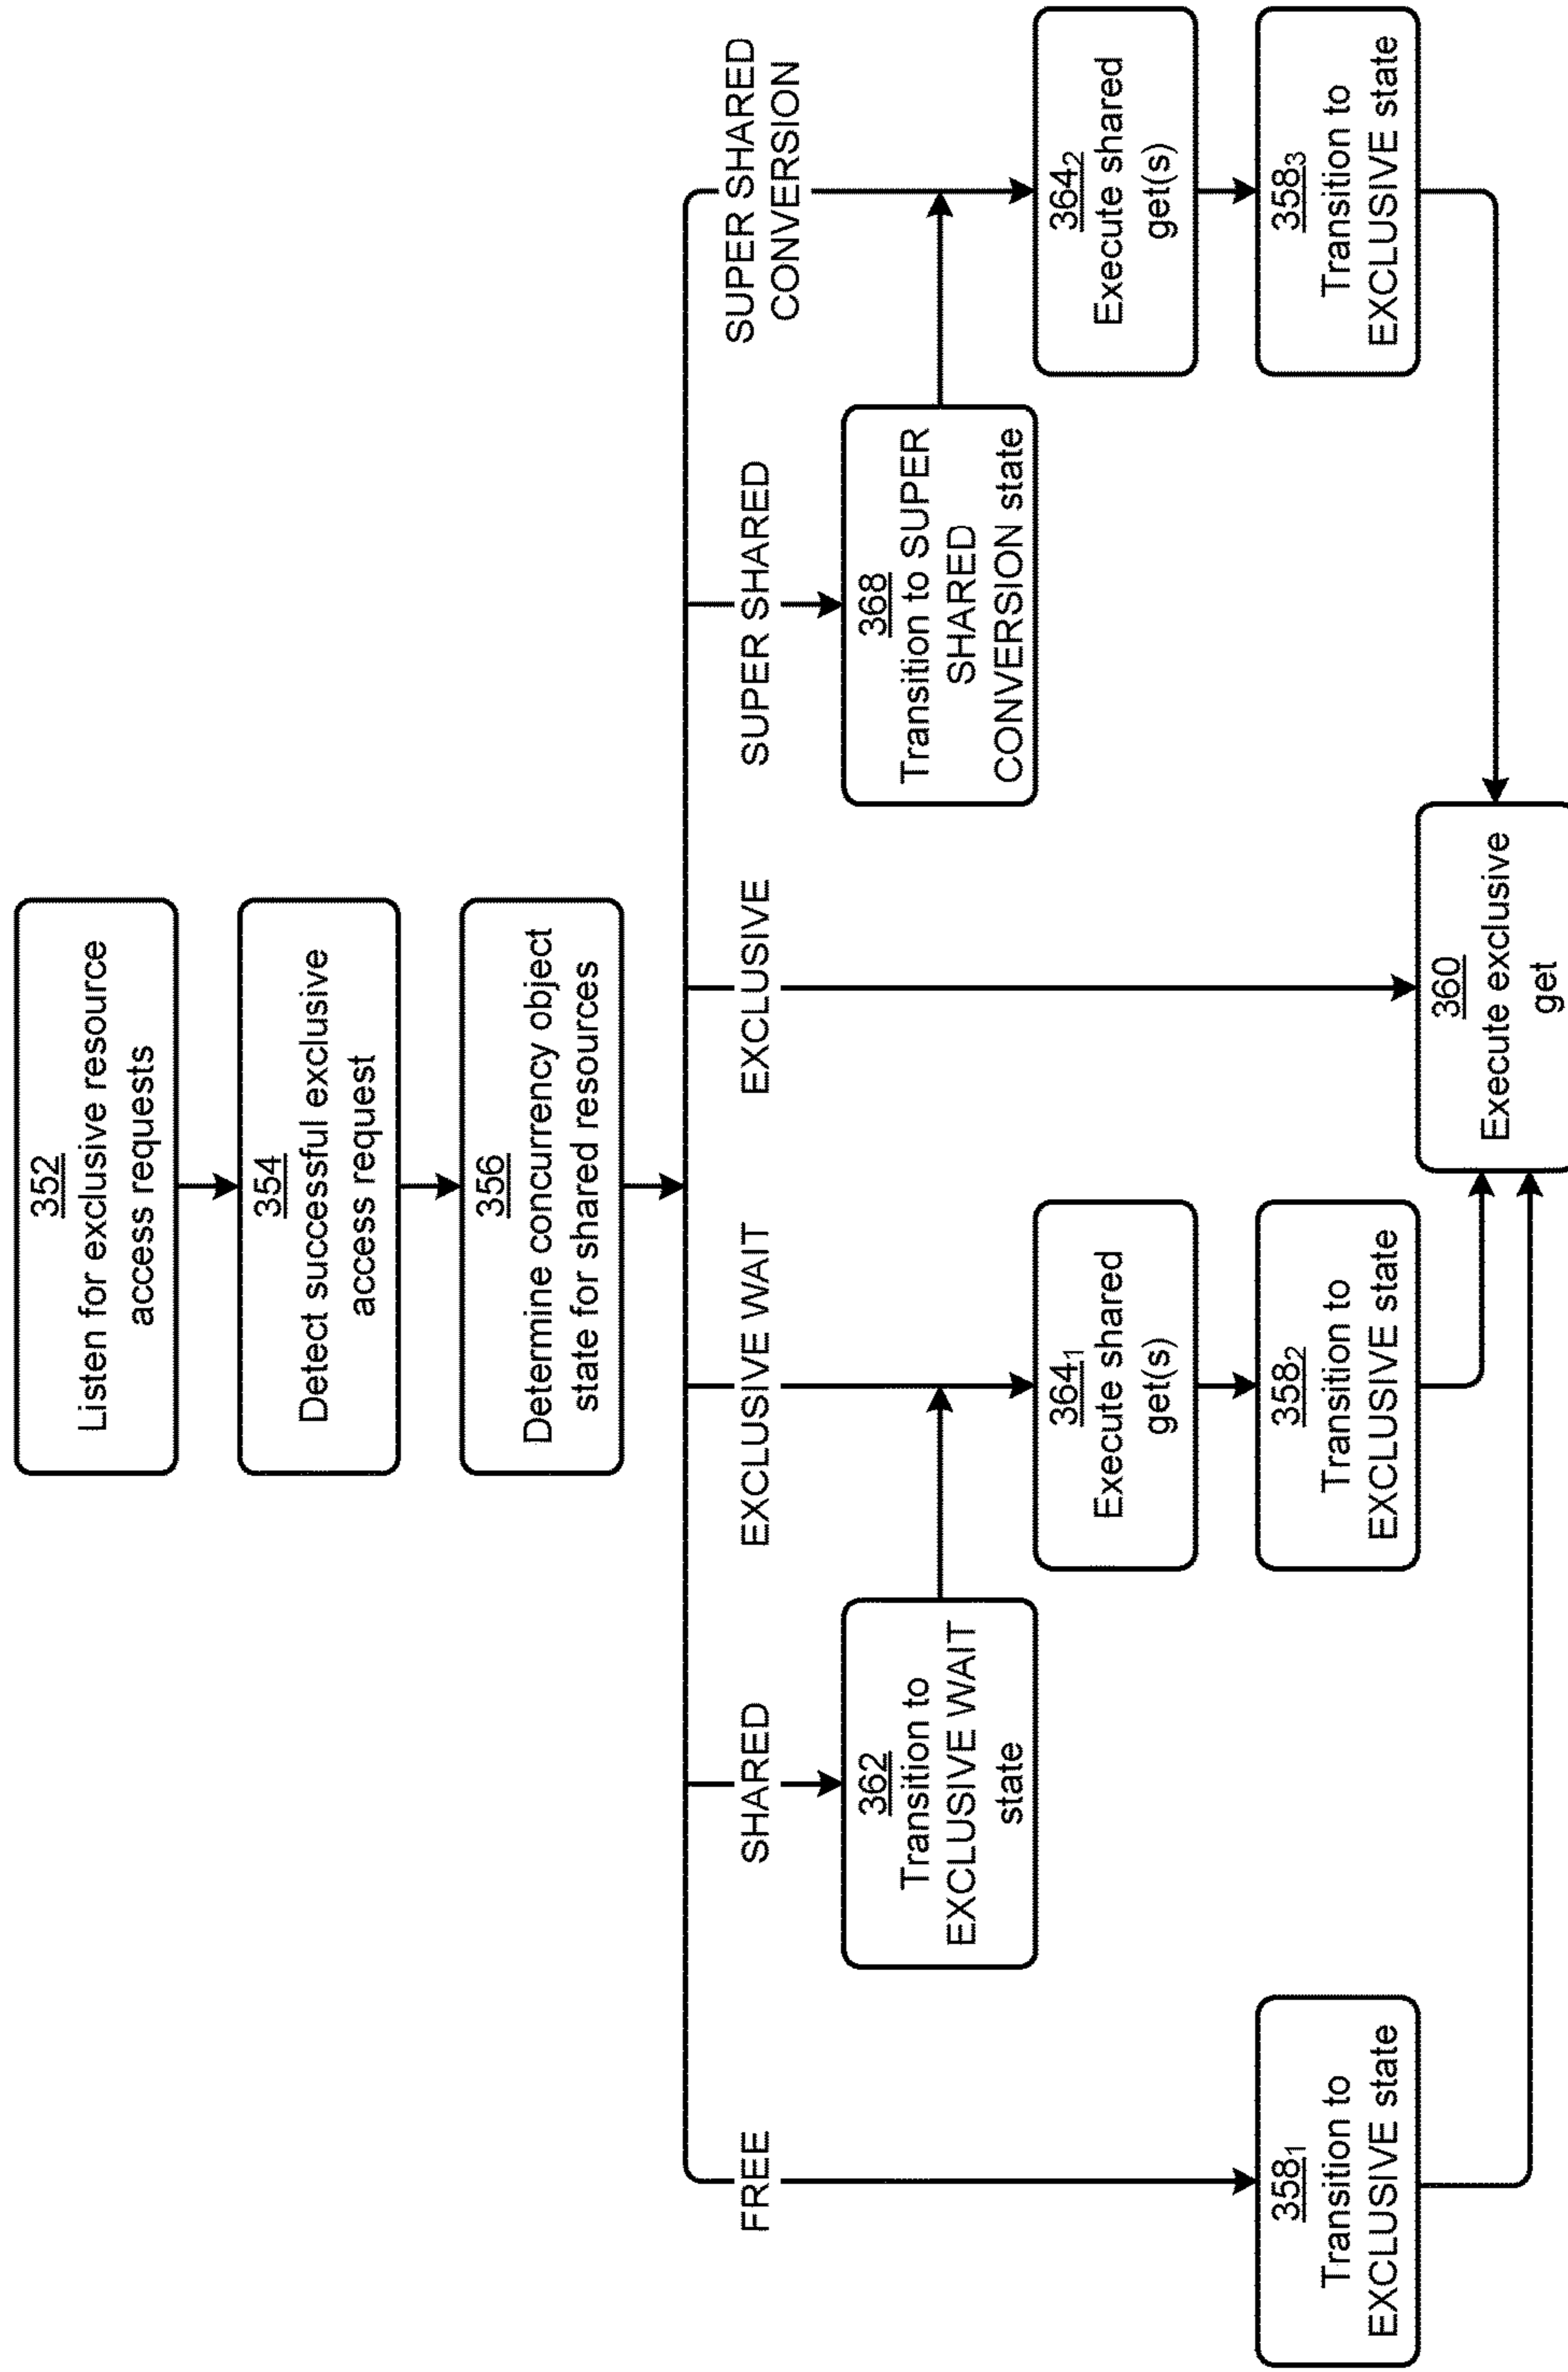 352
Listen for exclusive resource
access requests
354
Detect successful exclusive
access request
356
Determine concurrency object
state for shared resources
FREE
SHARED
EXCLUSIVE WAIT
EXCLUSIVE
SUPER SHARED
SUPER SHARED
CONVERSION
362
Transition to
EXCLUSIVE WAIT
state
368
Transition to SUPER
SHARED
CONVERSION state
364₁
Execute shared
get(s)
364₂
Execute shared
get(s)
358₁
Transition to
EXCLUSIVE state
358₂
Transition to
EXCLUSIVE state
358₃
Transition to
EXCLUSIVE state
360
Execute exclusive
get